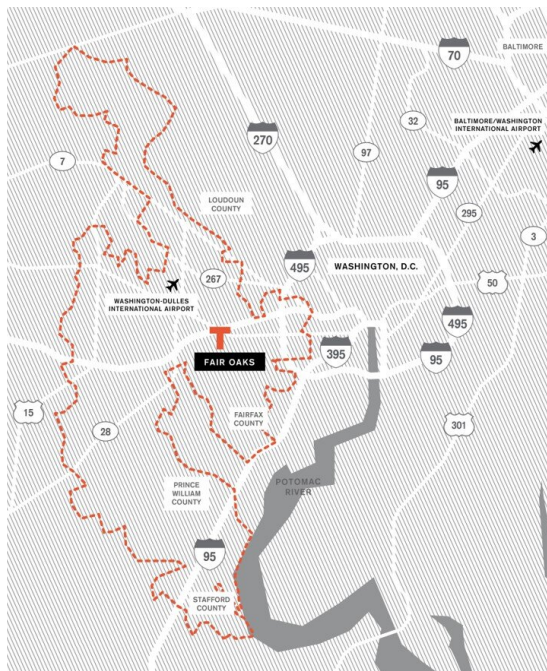 BALTIMORE
70
BALTIMORE/WASHINGTON
INTERNATIONAL AIRPORT
32
270
97
7
95
LOUDOUN
COUNTY
295
3
495
WASHINGTON, D.C.
267
50
WASHINGTON-DULLES
INTERNATIONAL AIRPORT
495
T
395
95
FAIR OAKS
15
FAIRFAX
COUNTY
301
28
PRINCE
WILLIAM
COUNTY
POTOMAC
RIVER
95
STAFFORD
COUNTY